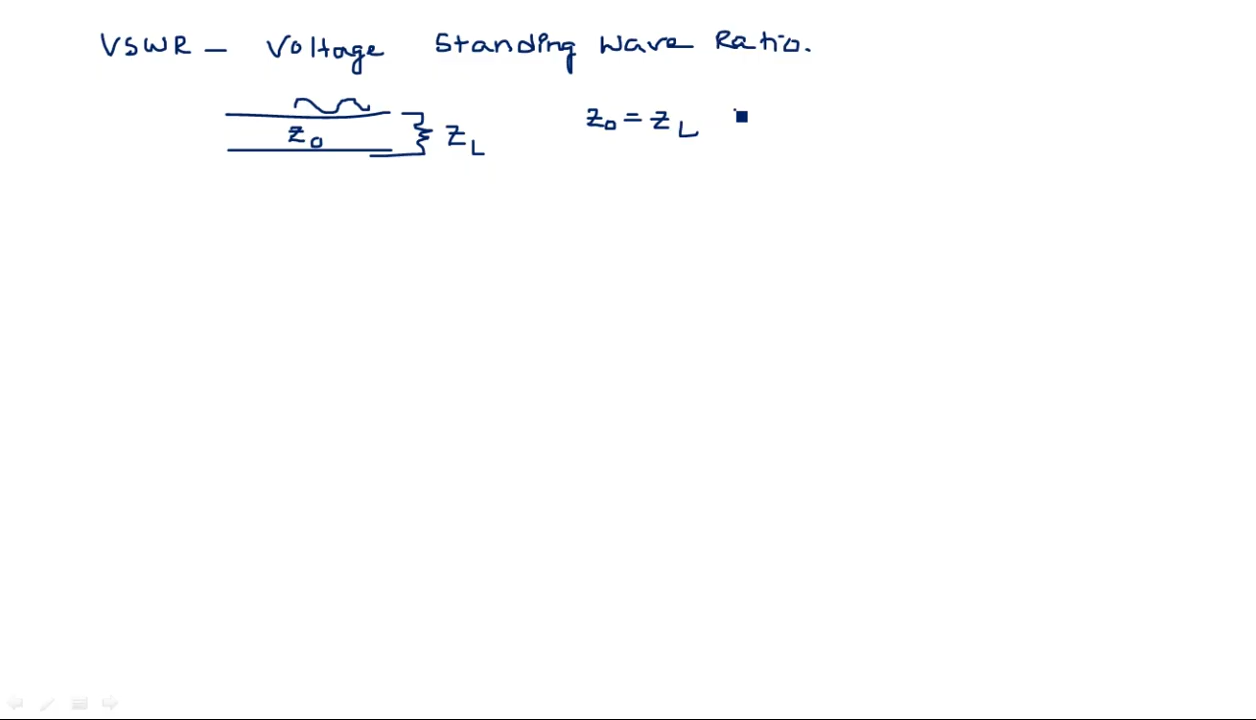 VSWR - Voltage Standing Wave Ratio.
Z0 ZL Z0 = ZL